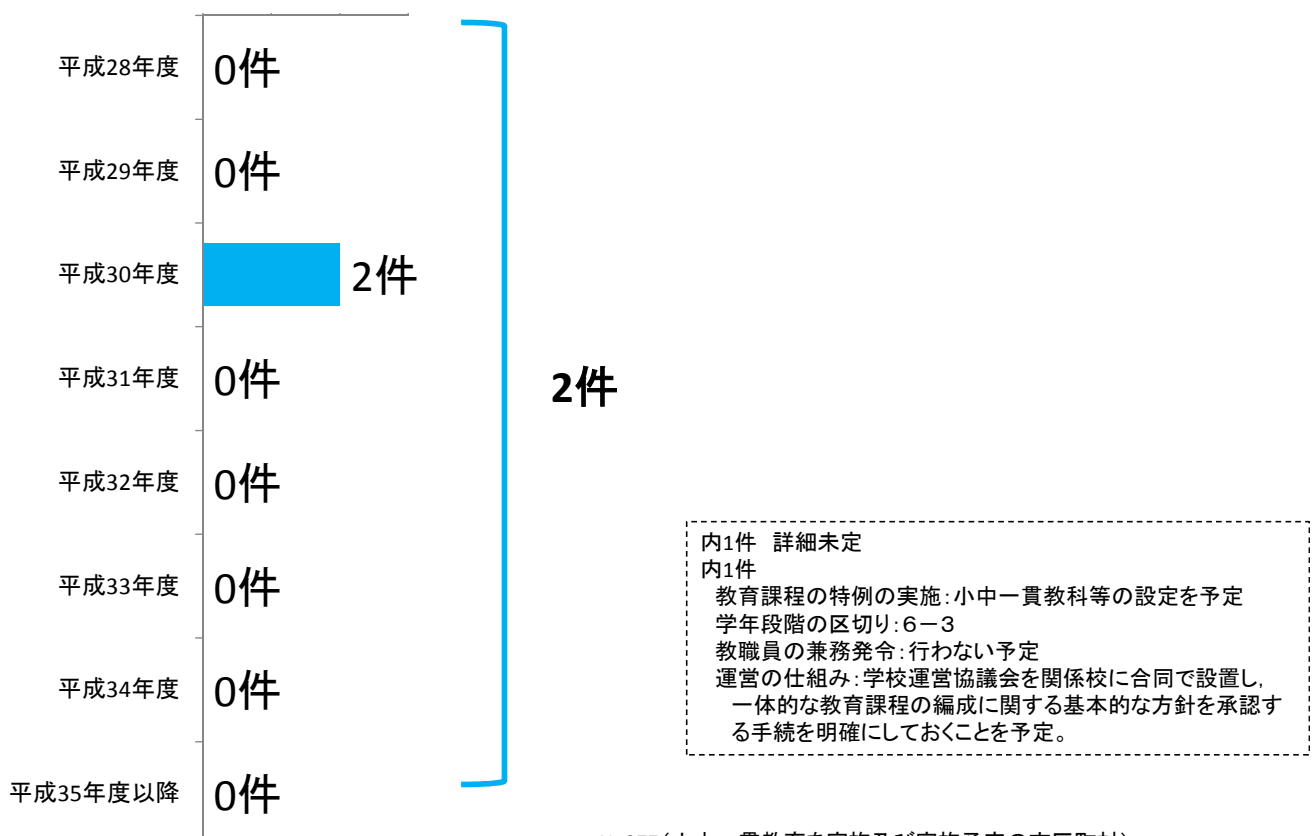 平成28年度 0件
平成29年度 0件
平成30年度 2件
平成31年度 0件
2件
平成32年度 0件
平成33年度 0件
平成34年度 0件
平成35年度以降 0件
内1件 詳細未定
内1件
教育課程の特例の実施：小中一貫教科等の設定を予定
学年段階の区切り：６－３
教職員の兼務発令：行わない予定
運営の仕組み：学校運営協議会を関係校に合同で設置し，
一体的な教育課程の編成に関する基本的な方針を承認す
る手続を明確にしておくことを予定。